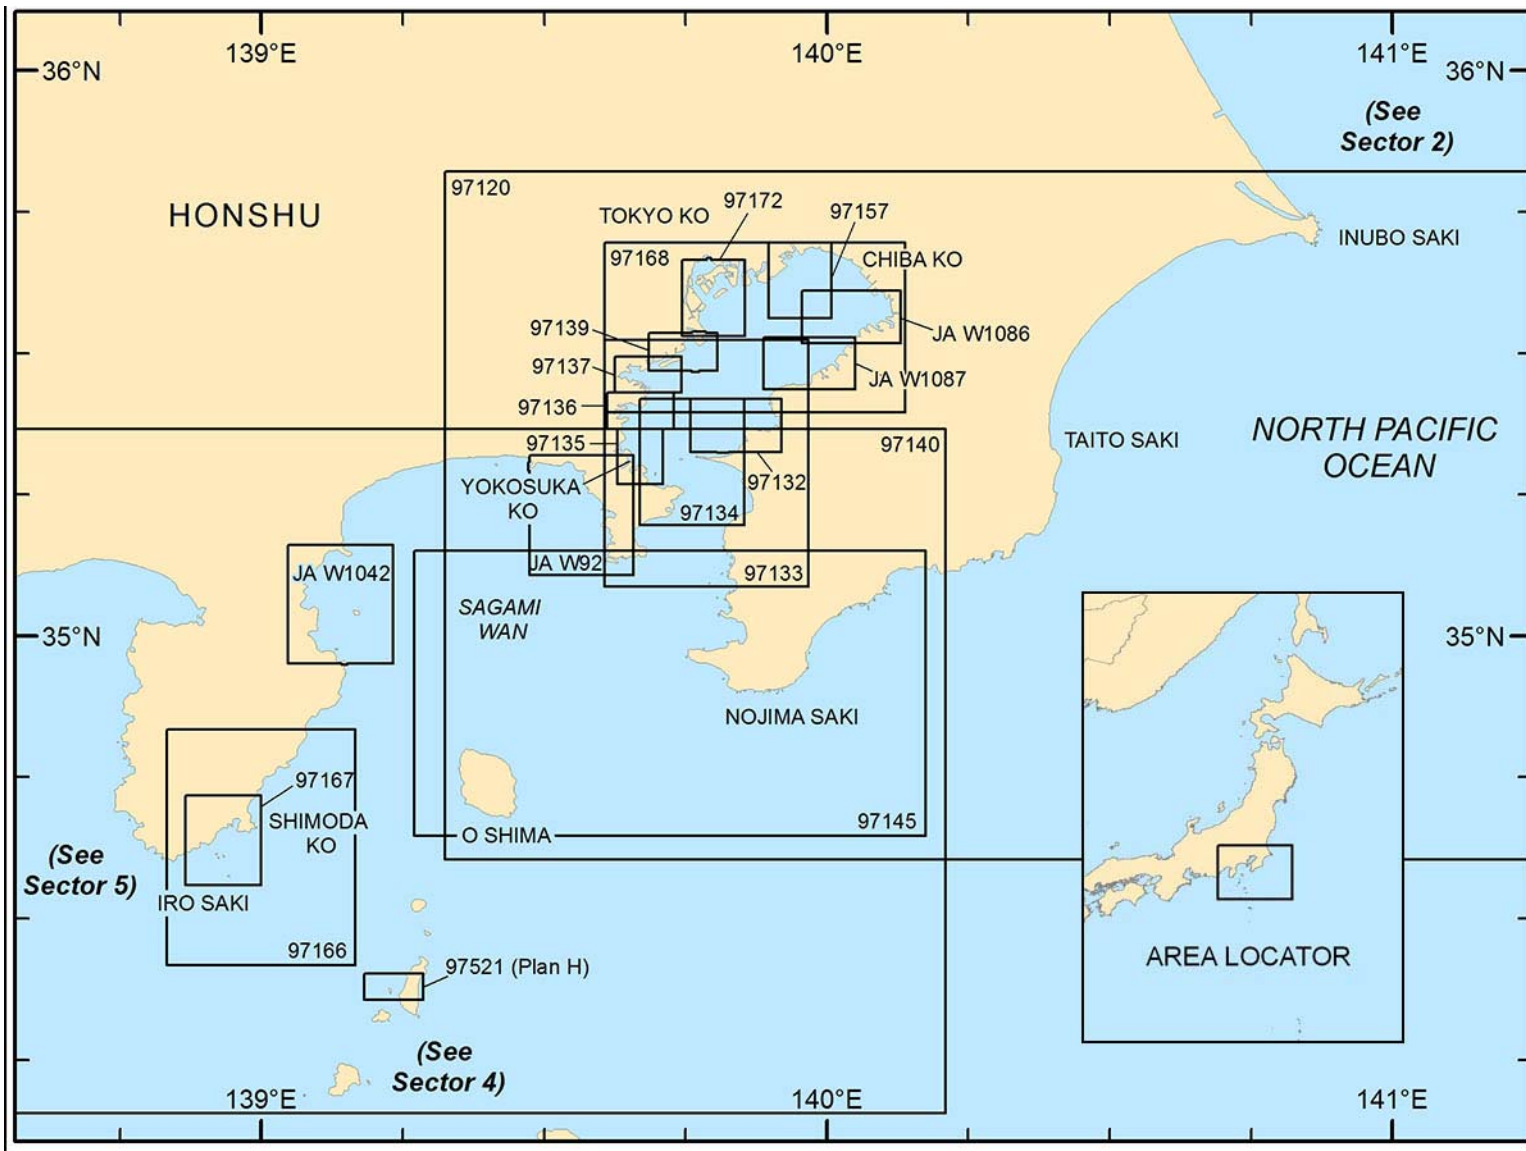 139°E
140°E
141°E
36°N
36°N
(See
Sector 2)
97120
HONSHU
TOKYO KO
97172
97157
INUBO SAKI
97168
CHIBA KO
97139
JA W1086
97137
JA W1087
97136
97135
97140
TAITO SAKI
NORTH PACIFIC
OCEAN
YOKOSUKA
KO
97132
97134
JA W92
97133
JA W1042
SAGAMI
WAN
35°N
35°N
NOJIMA SAKI
97167
SHIMODA
KO
O SHIMA
97145
(See
Sector 5)
IRO SAKI
97166
97521 (Plan H)
AREA LOCATOR
(See
Sector 4)
139°E
140°E
141°E